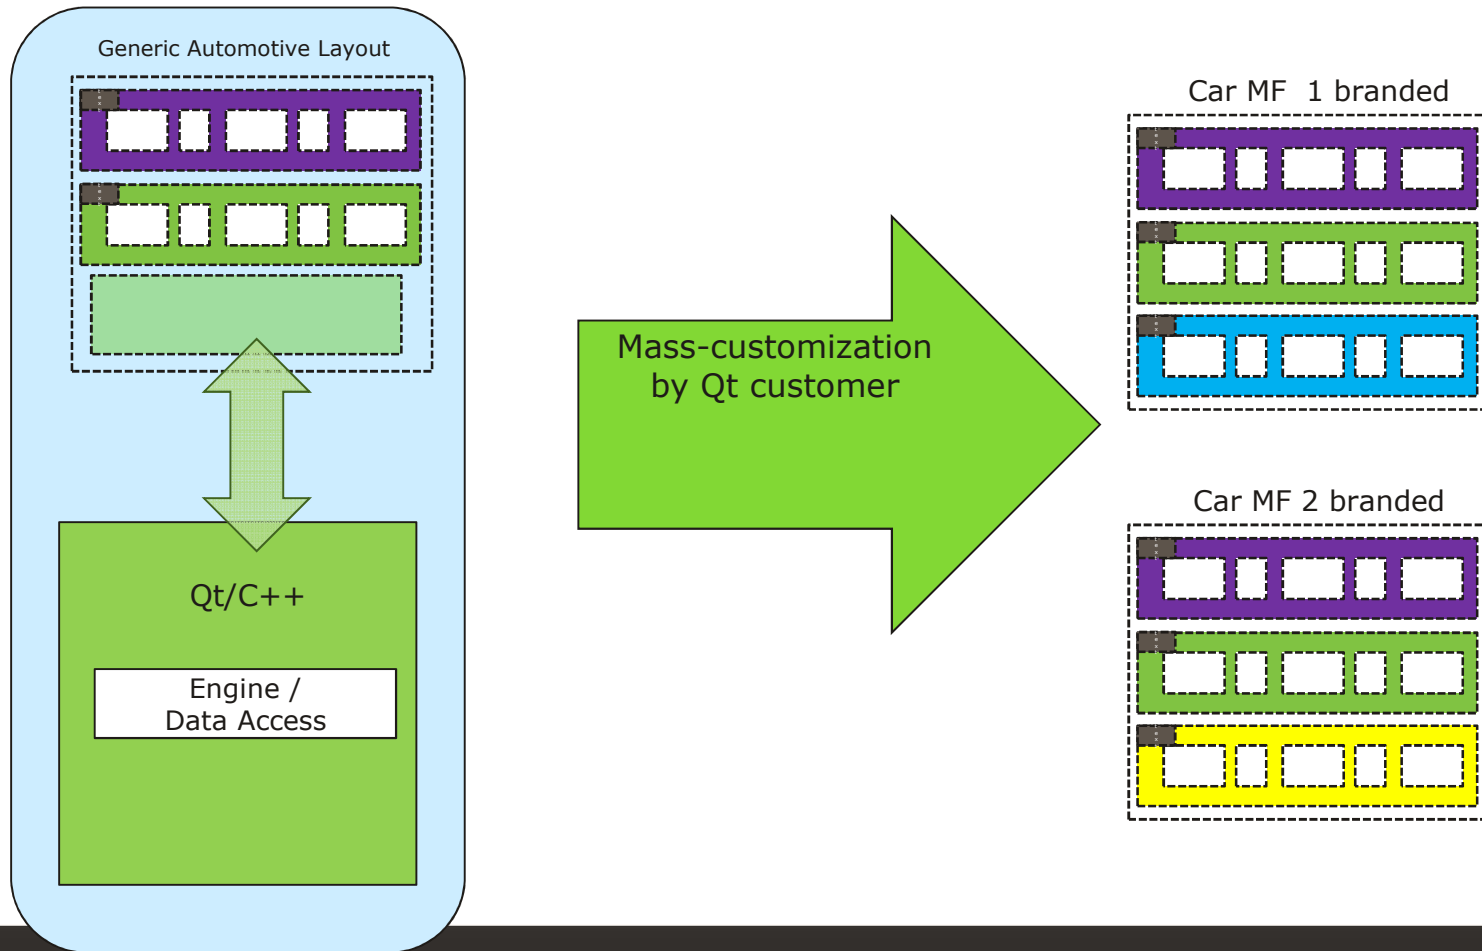 Generic Automotive Layout
Qt/C++
Engine /
Data Access
Mass-customization
by Qt customer
Car MF  1 branded
Car MF 2 branded